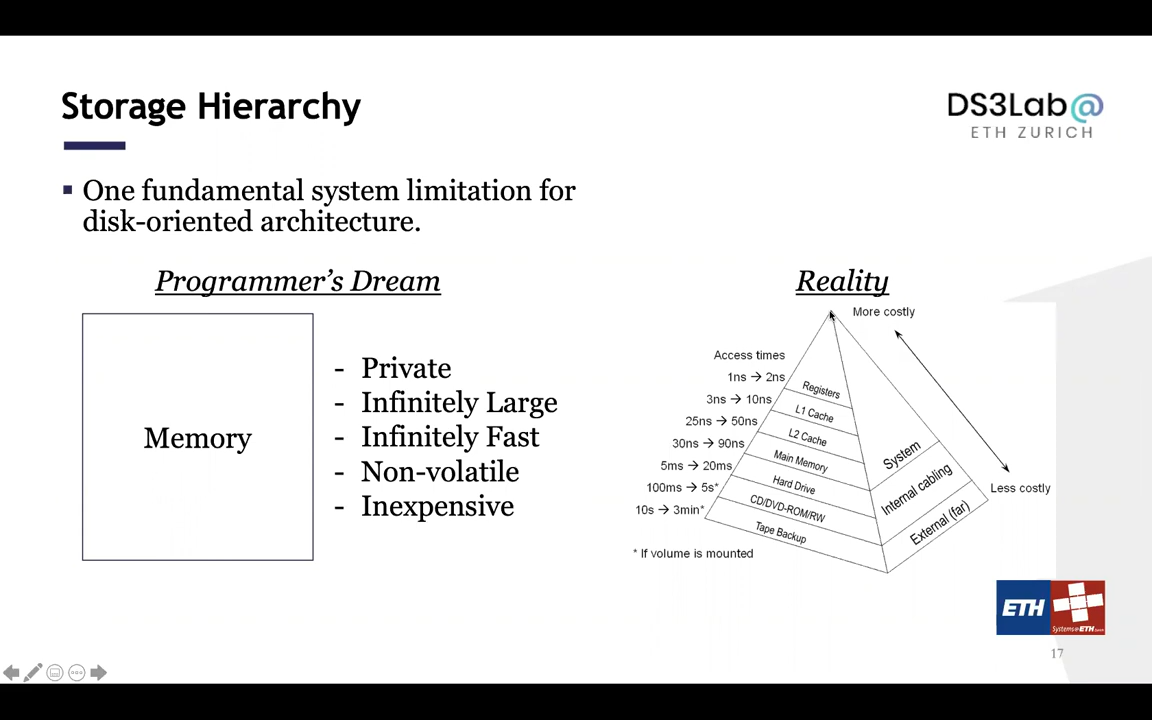 Storage Hierarchy
DS3Lab@
ETH ZURICH
▪ One fundamental system limitation for
disk-oriented architecture.
Programmer's Dream
Memory
- Private
- Infinitely Large
- Infinitely Fast
- Non-volatile
- Inexpensive
Reality
More costly
Less costly
Access times
1ns → 2ns
3ns → 10ns
25ns → 50ns
30ns → 90ns
5ms → 20ms
100ms → 5s*
10s → 3min*
Registers
L1 Cache
L2 Cache
Main Memory
Hard Drive
CD/DVD-ROM/RW
Tape Backup
System
Internal cabling
External (far)
* If volume is mounted
ETH
Systems@ETH
17